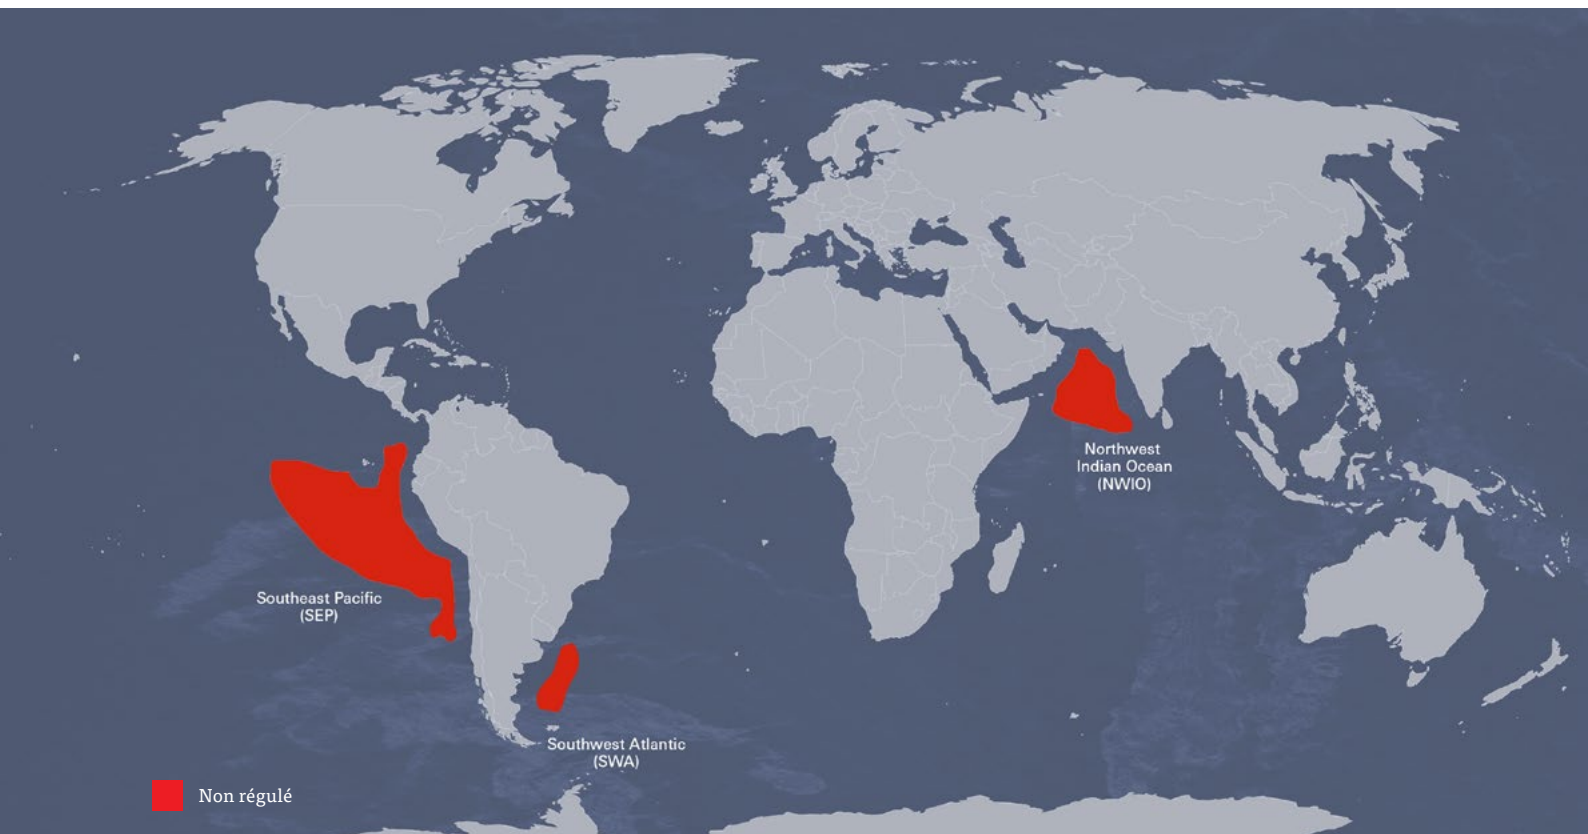 Northwest
Indian Ocean
(NWIO)
Southeast Pacific
(SEP)
Southwest Atlantic
(SWA)
Non régulé